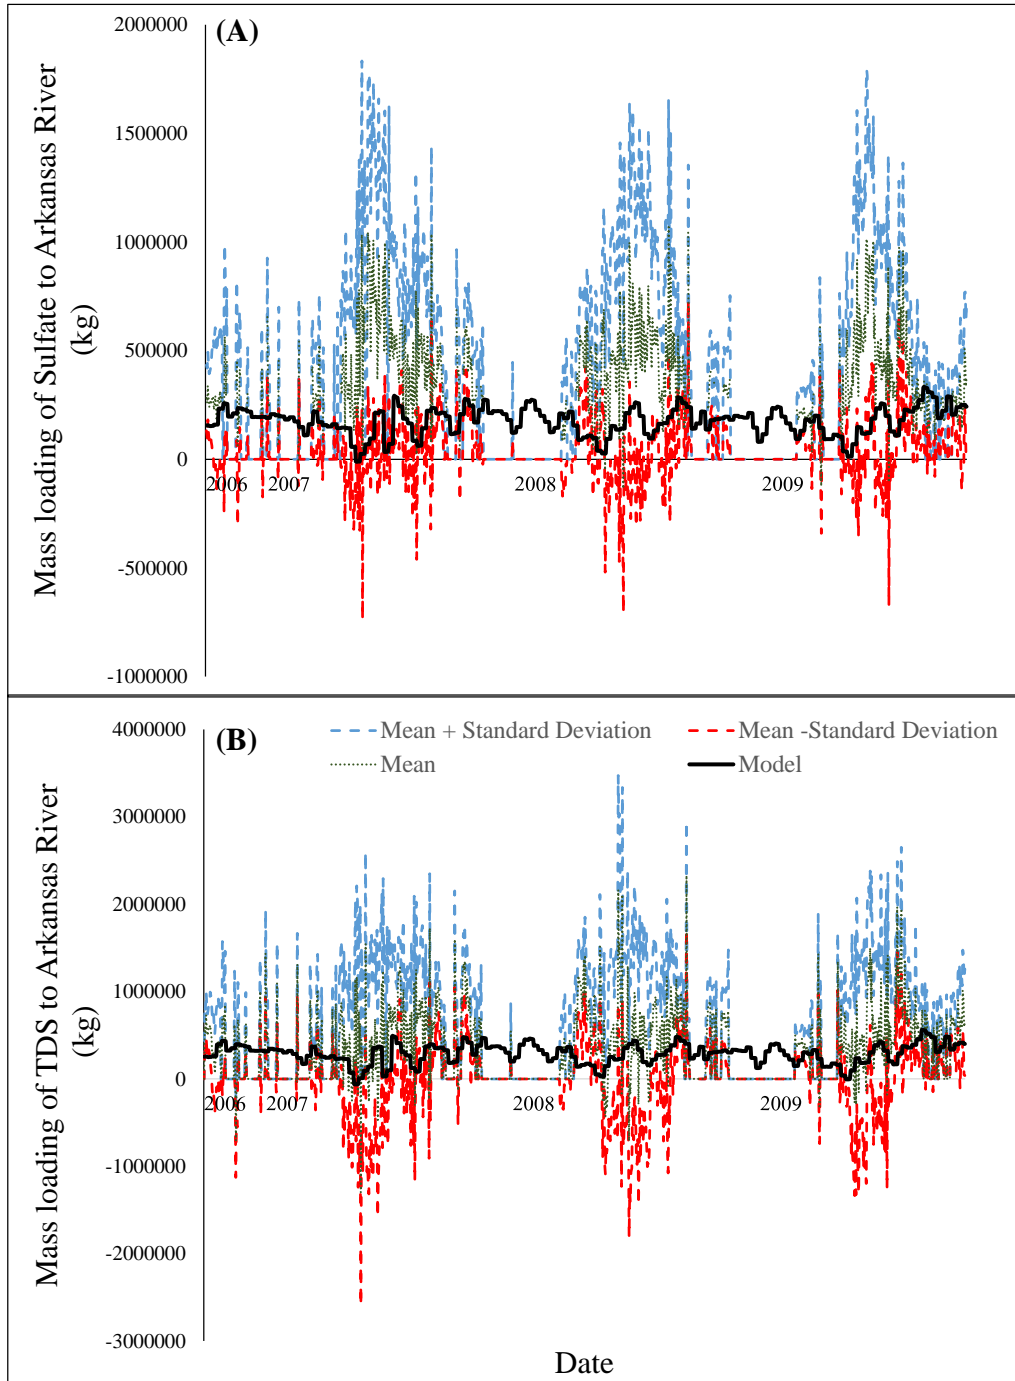 (A)
2000000
1500000
1000000
500000
0
-500000
-1000000
2006 2007 2008 2009
Mass loading of Sulfate to Arkansas River
(kg)
(B)
Mean + Standard Deviation
Mean -Standard Deviation
Mean
Model
4000000
3000000
2000000
1000000
0
-1000000
-2000000
-3000000
2006 2007 2008 2009
Mass loading of TDS to Arkansas River
(kg)
Date